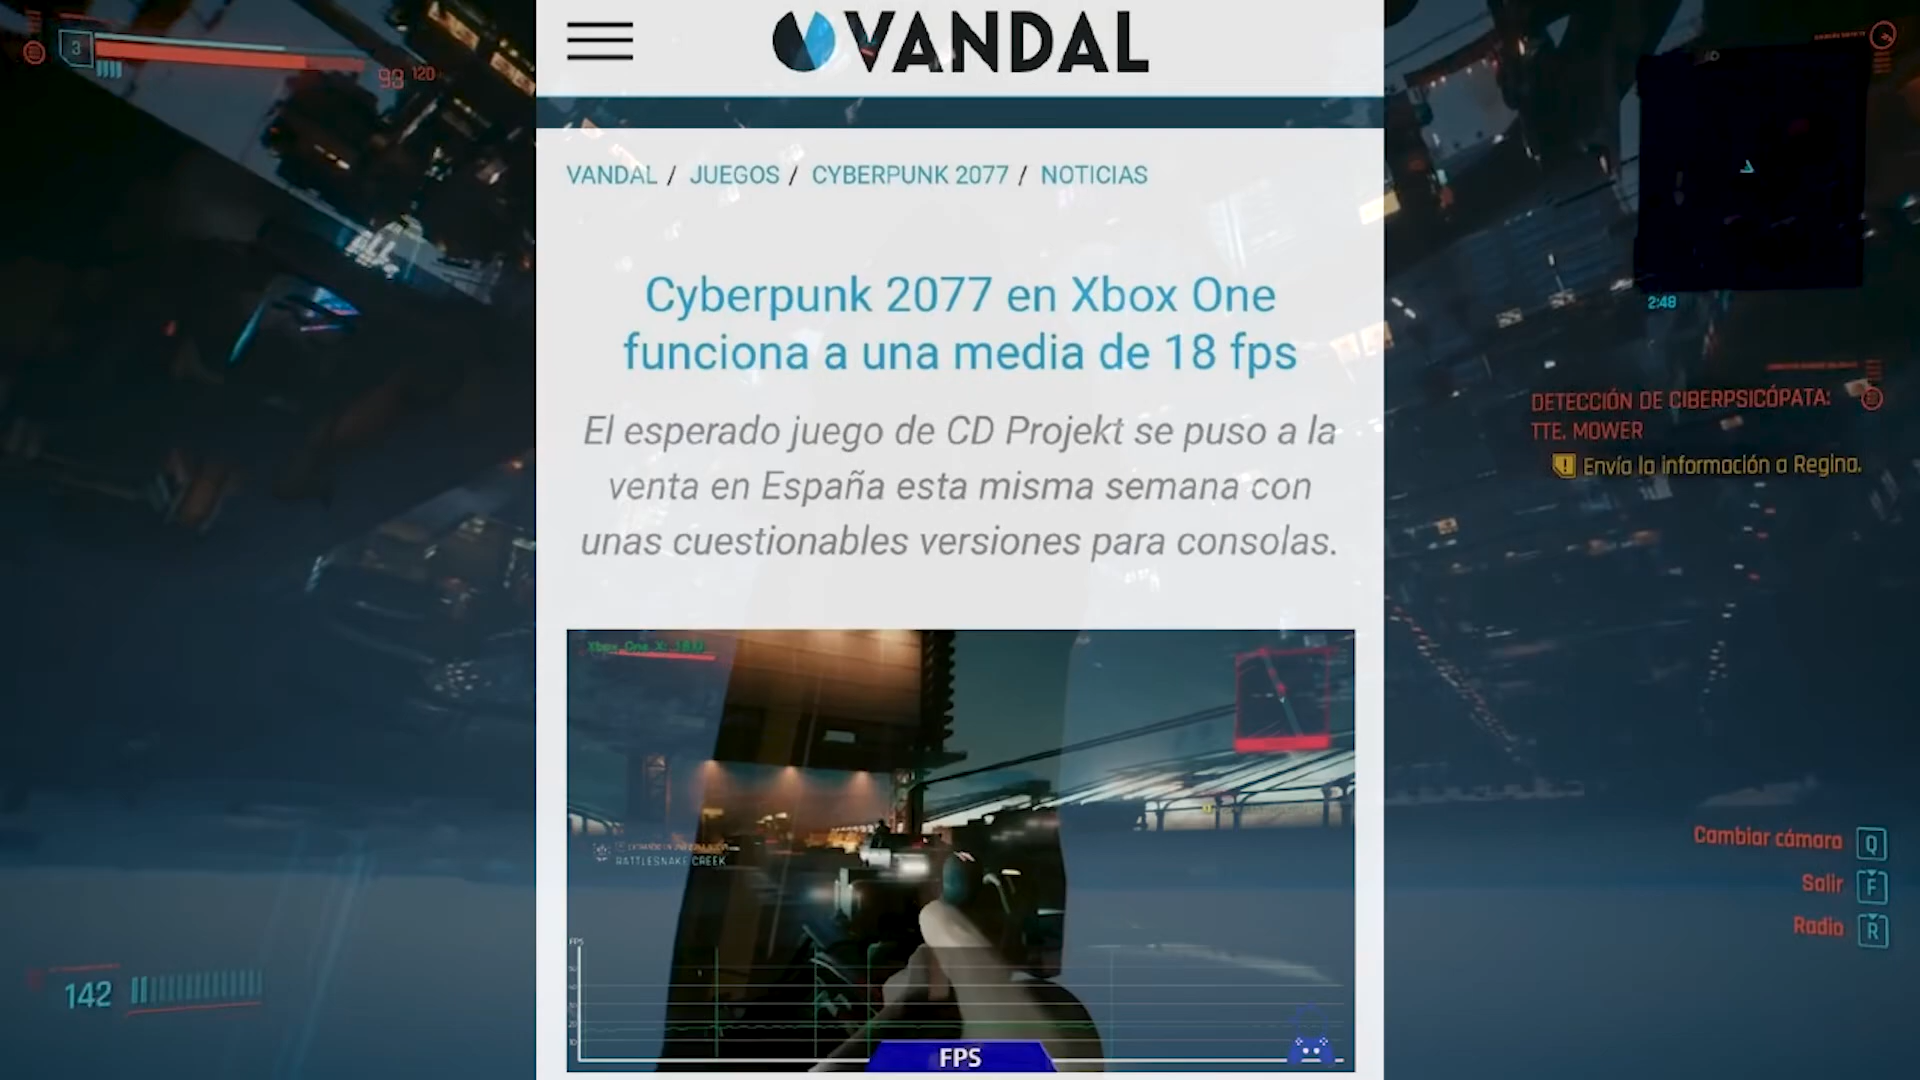 3
93 120
VANDAL
VANDAL / JUEGOS / CYBERPUNK 2077 / NOTICIAS
Cyberpunk 2077 en Xbox One
funciona a una media de 18 fps
El esperado juego de CD Projekt se puso a la
venta en España esta misma semana con
unas cuestionables versiones para consolas.
2:48
DETECCIÓN DE CIBERPSICÓPATA:
TTE. MOWER
Envía la información a Regina.
RATTLESNAKE CREEK
Cambiar cámara Q
Salir F
Radio R
142
FPS
FPS